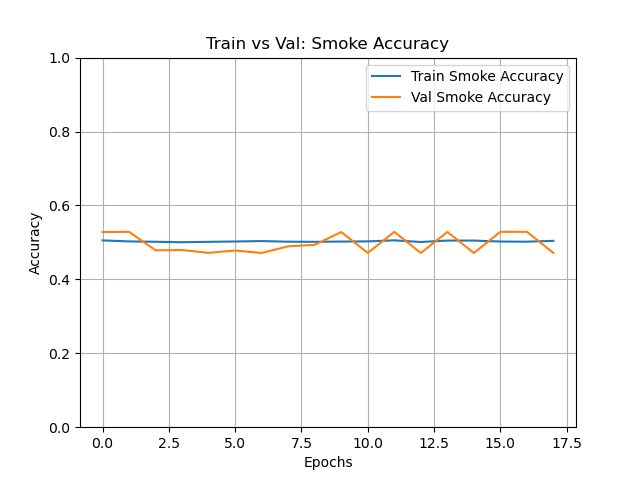 Train vs Val: Smoke Accuracy
Train Smoke Accuracy
Val Smoke Accuracy
1.0
0.8
0.6
0.4
0.2
0.0
Accuracy
0.0 2.5 5.0 7.5 10.0 12.5 15.0 17.5
Epochs